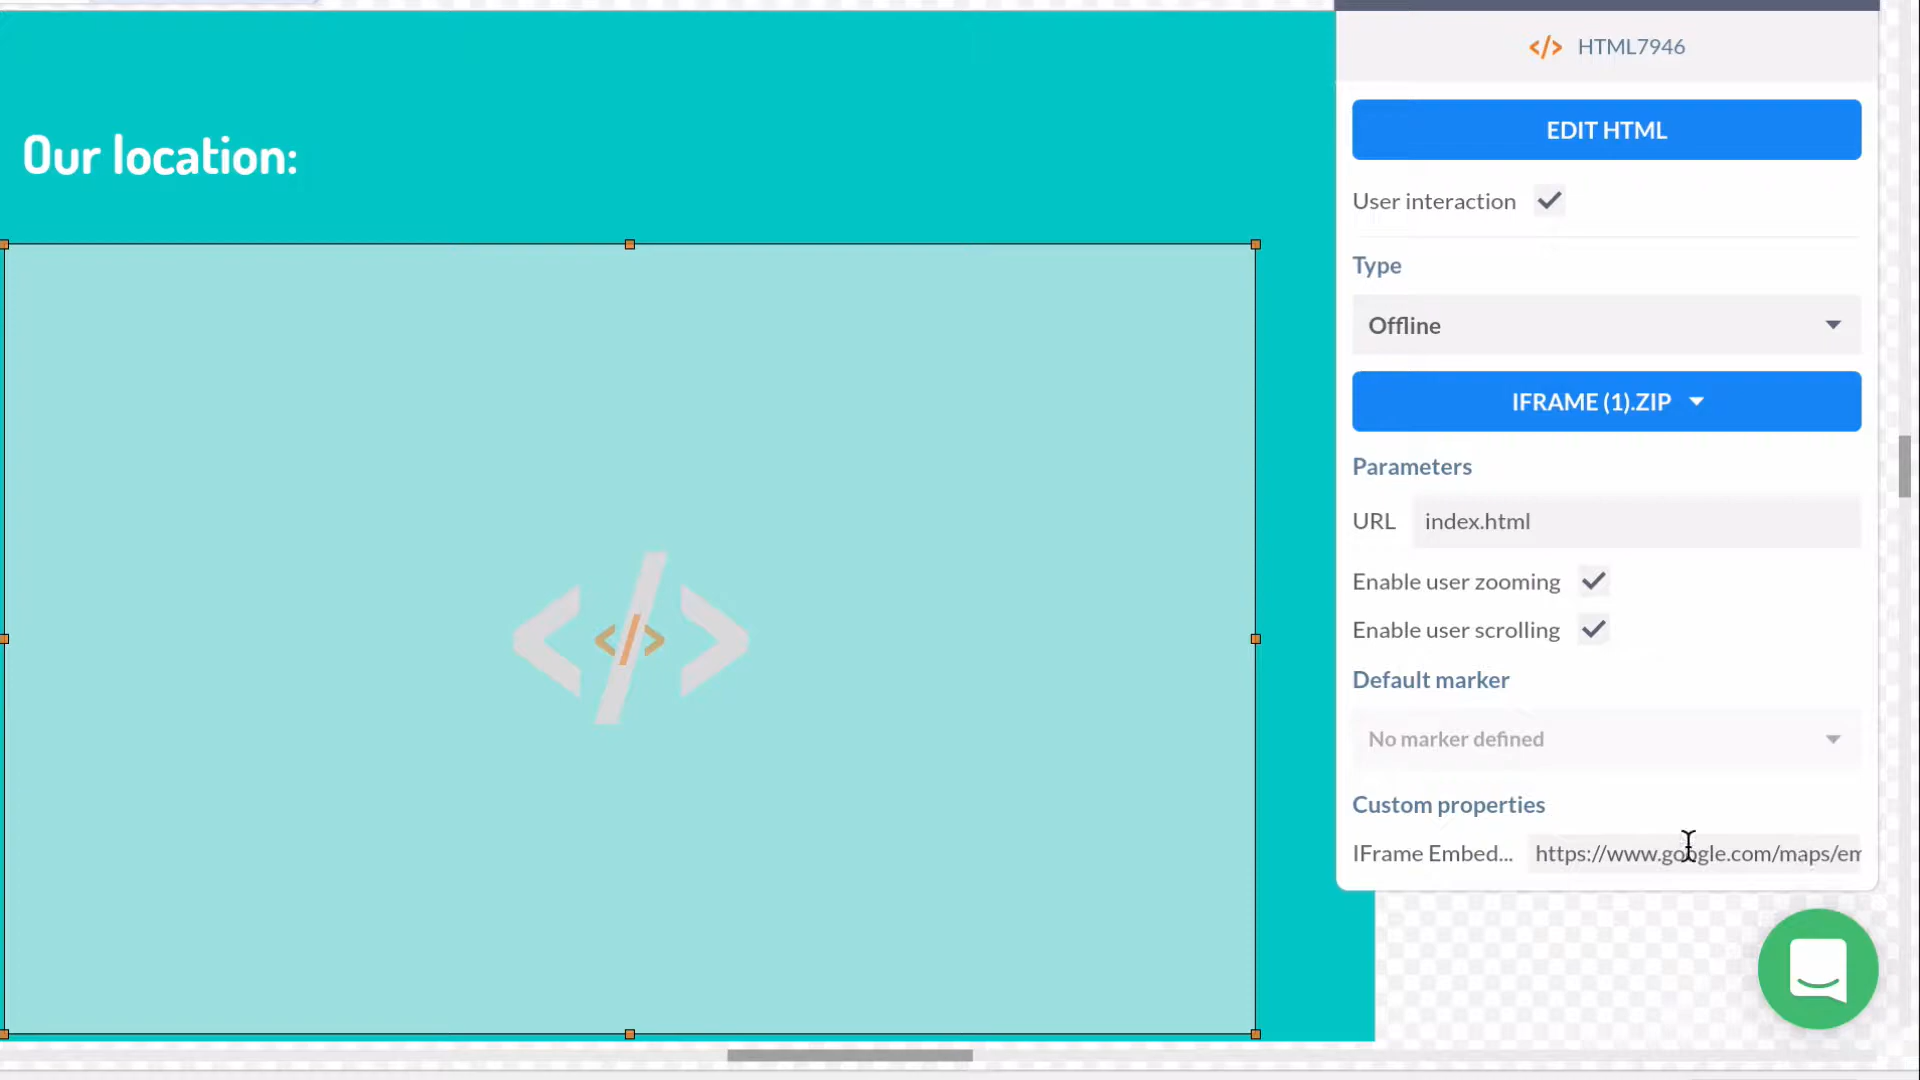 </> HTML7946
EDIT HTML
Our location:
User interaction
Type
Offline
IFRAME (1).ZIP
Parameters
URL index.html
Enable user zooming
Enable user scrolling
Default marker
No marker defined
Custom properties
IFrame Embed... https://www.google.com/maps/em